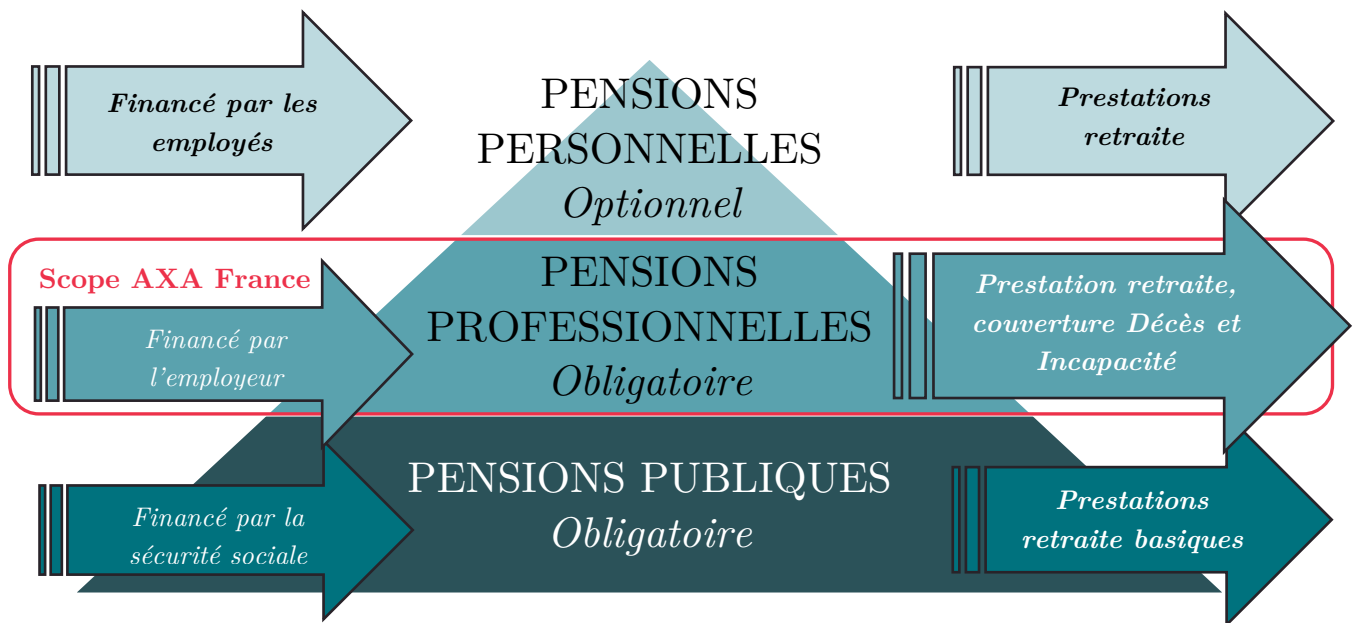 Financé par les
employés
PENSIONS
PERSONNELLES
Optionnel
Prestations
retraite
Scope AXA France
Financé par
l'employeur
PENSIONS
PROFESSIONNELLES
Obligatoire
Prestation retraite,
couverture Décès et
Incapacité
Financé par la
sécurité sociale
PENSIONS PUBLIQUES
Obligatoire
Prestations
retraite basiques